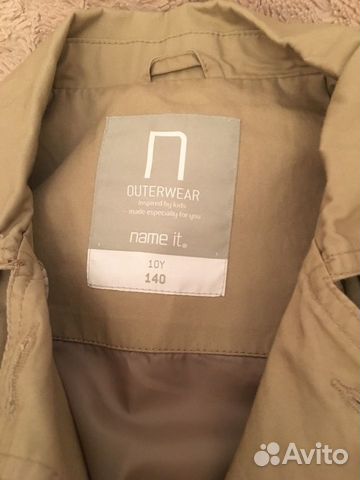 n
OUTERWEAR
Inspired by kids
- made especially for you
name it®
10Y
140
Avito